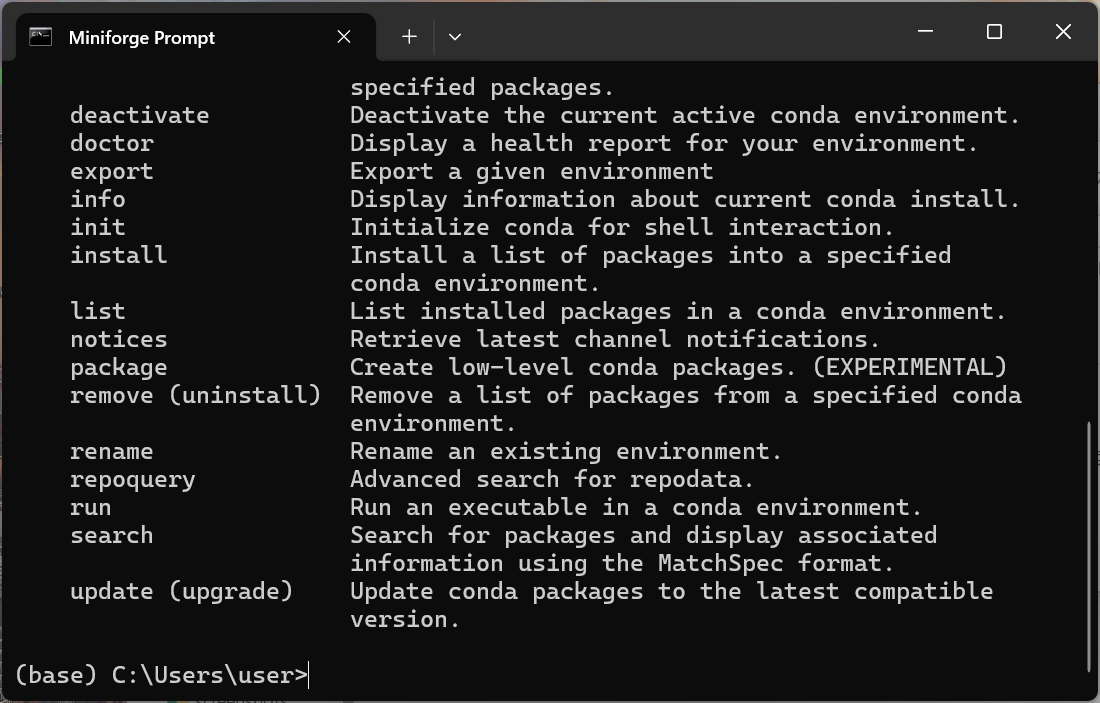 Miniforge Prompt
specified packages.
deactivate Deactivate the current active conda environment.
doctor Display a health report for your environment.
export Export a given environment
info Display information about current conda install.
init Initialize conda for shell interaction.
install Install a list of packages into a specified
conda environment.
list List installed packages in a conda environment.
notices Retrieve latest channel notifications.
package Create low-level conda packages. (EXPERIMENTAL)
remove (uninstall) Remove a list of packages from a specified conda
environment.
rename Rename an existing environment.
repoquery Advanced search for repodata.
run Run an executable in a conda environment.
search Search for packages and display associated
information using the MatchSpec format.
update (upgrade) Update conda packages to the latest compatible
version.
(base) C:\Users\user>